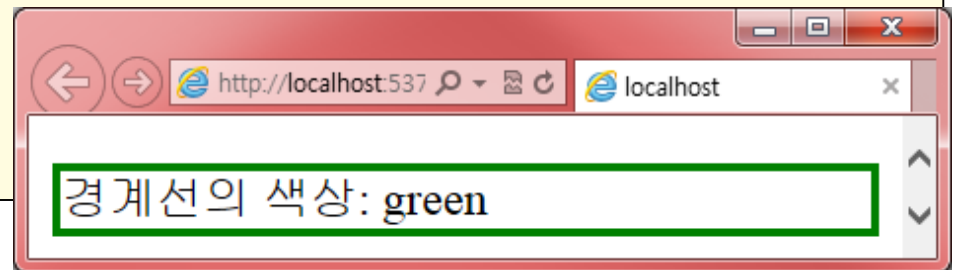 http://localhost:537
localhost
경계선의 색상: green